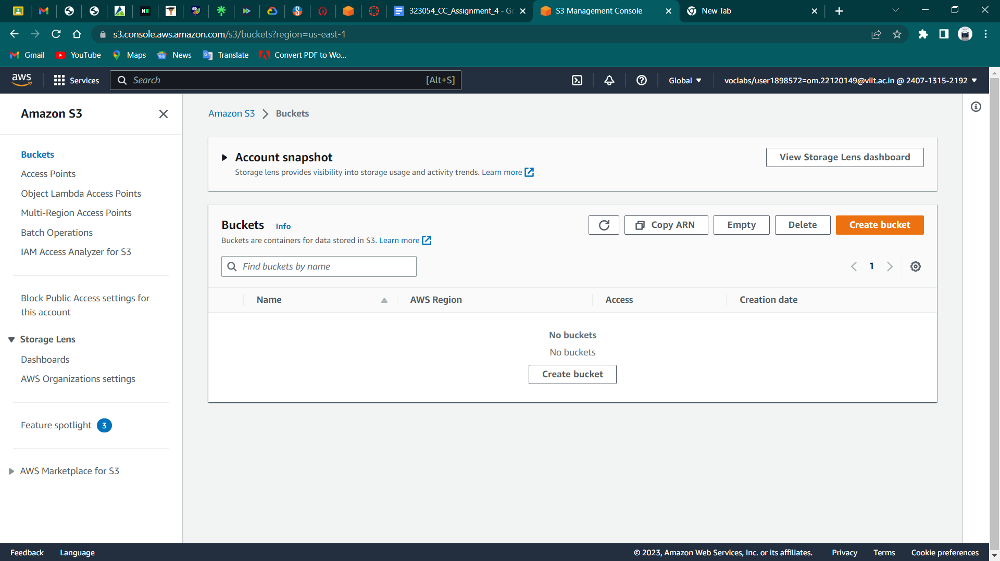 323054_CC_Assignment_4 - Go
S3 Management Console
New Tab
s3.console.aws.amazon.com/s3/buckets?region=us-east-1
Gmail
YouTube
Maps
News
Translate
Convert PDF to Wo...
aws
Services
Search
[Alt+S]
Global
voclabs/user1898572=om.22120149@viit.ac.in @ 2407-1315-2192
Amazon S3
Buckets
Access Points
Object Lambda Access Points
Multi-Region Access Points
Batch Operations
IAM Access Analyzer for S3
Block Public Access settings for
this account
Storage Lens
Dashboards
AWS Organizations settings
Feature spotlight 3
AWS Marketplace for S3
Amazon S3 > Buckets
Account snapshot
Storage lens provides visibility into storage usage and activity trends. Learn more
View Storage Lens dashboard
Buckets Info
Buckets are containers for data stored in S3. Learn more
Copy ARN
Empty
Delete
Create bucket
Find buckets by name
1
Name
AWS Region
Access
Creation date
No buckets
No buckets
Create bucket
Feedback
Language
© 2023, Amazon Web Services, Inc. or its affiliates.
Privacy
Terms
Cookie preferences